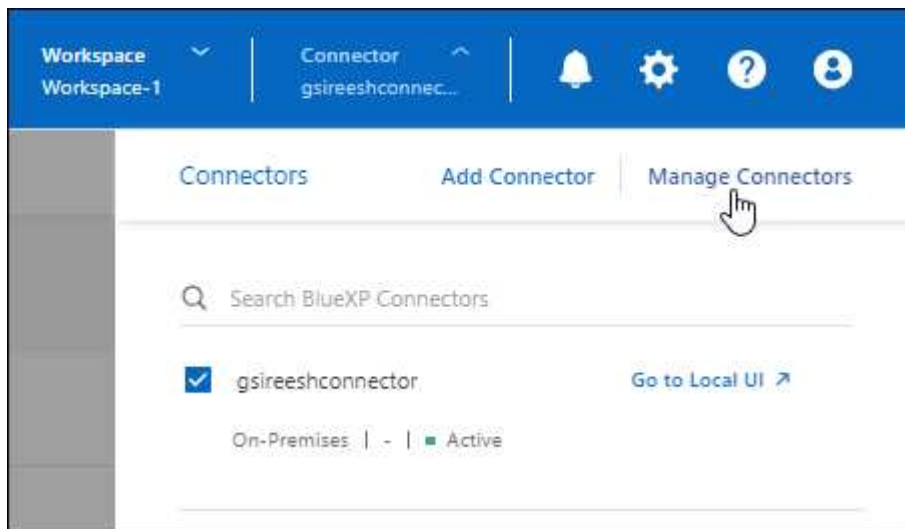 Workspace Connector
Workspace-1 gsireeshconnec...
Connectors Add Connector Manage Connectors
Search BlueXP Connectors
gsireeshconnector Go to Local UI ↗
On-Premises | - | ■ Active